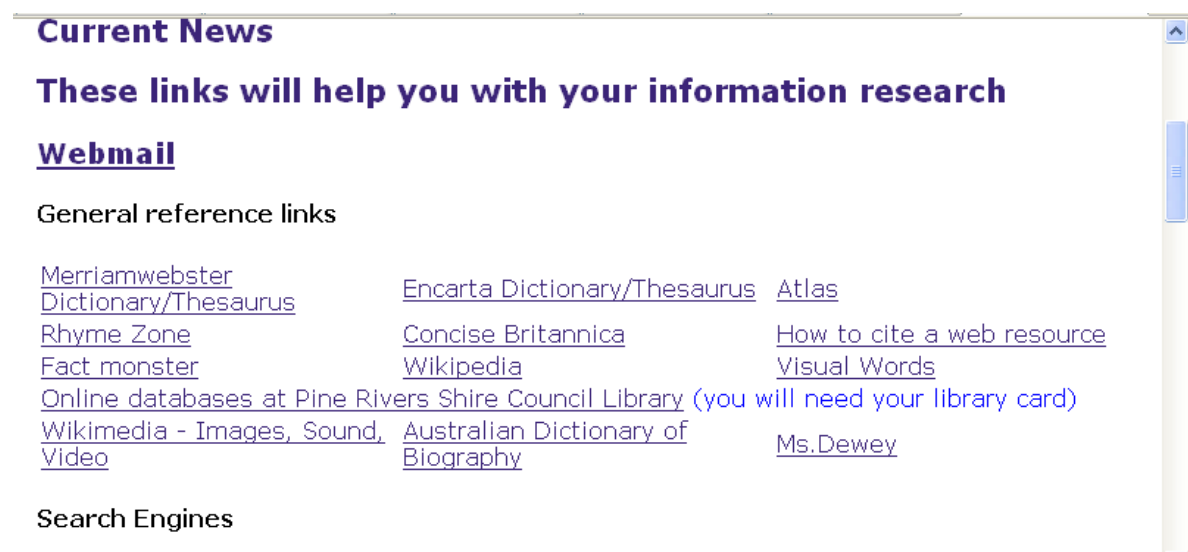 Current News
These links will help you with your information research
Webmail
General reference links
Merriamwebster
Dictionary/Thesaurus
Encarta Dictionary/Thesaurus
Atlas
Rhyme Zone
Concise Britannica
How to cite a web resource
Fact monster
Wikipedia
Visual Words
Online databases at Pine Rivers Shire Council Library (you will need your library card)
Wikimedia - Images, Sound,
Video
Australian Dictionary of
Biography
Ms.Dewey
Search Engines